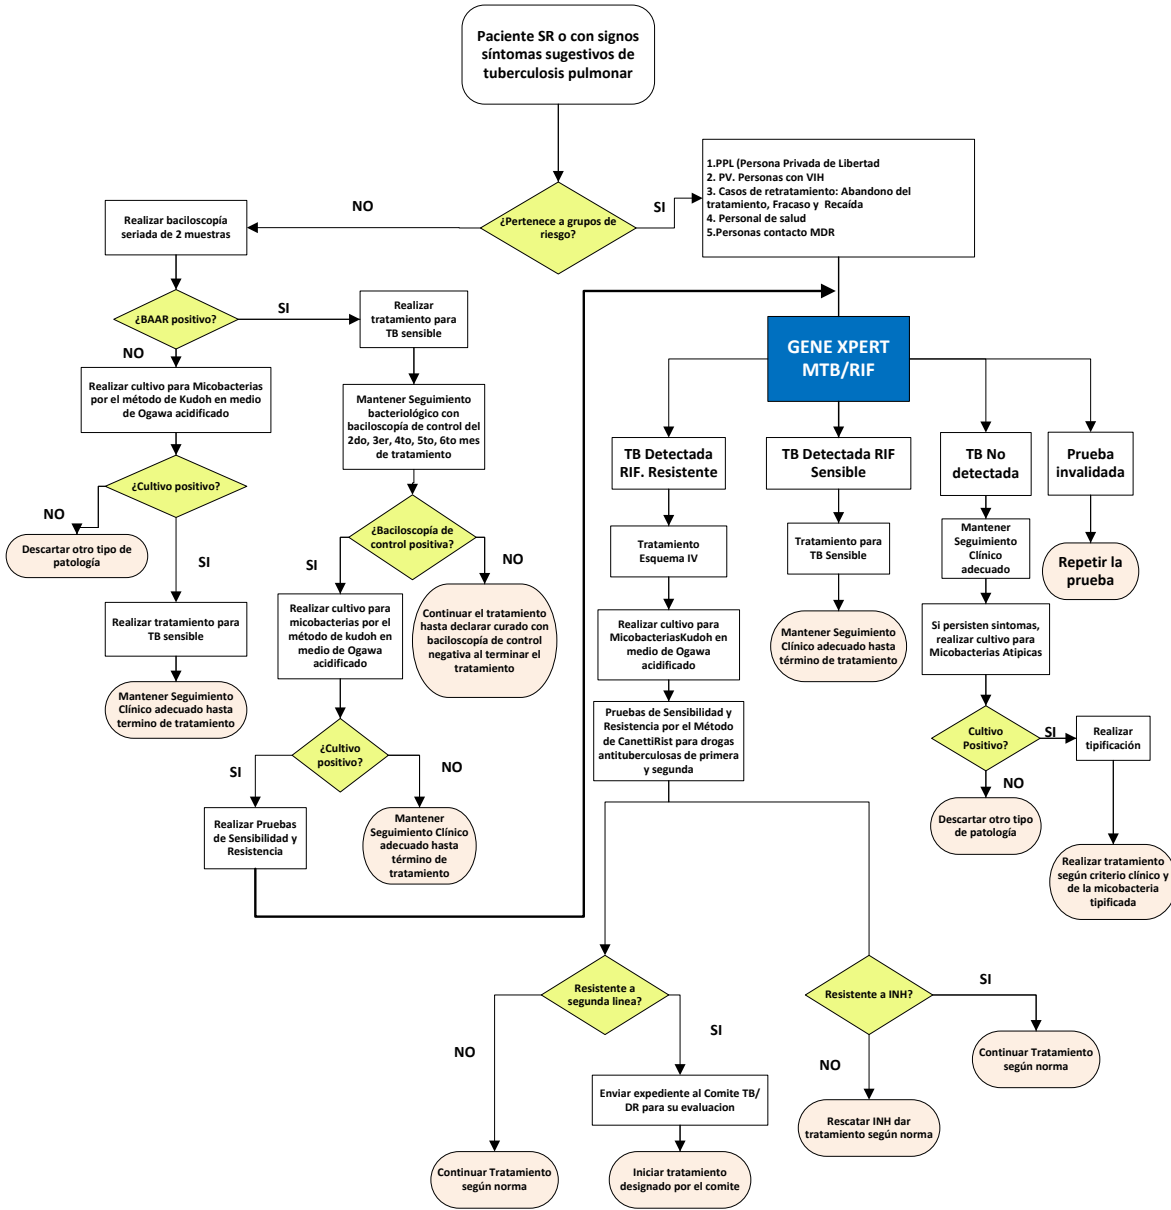 Paciente SR o con signos
síntomas sugestivos de
tuberculosis pulmonar
¿Pertenece a grupos de
riesgo?
NO
SI
1.PPL (Persona Privada de Libertad
2. PV. Personas con VIH
3. Casos de retratamiento: Abandono del
tratamiento, Fracaso y Recaída
4. Personal de salud
5.Personas contacto MDR
Realizar baciloscopía
seriada de 2 muestras
¿BAAR positivo?
SI
NO
Realizar
tratamiento para
TB sensible
Realizar cultivo para Micobacterias
por el método de Kudoh en medio
de Ogawa acidificado
Mantener Seguimiento
bacteriológico con
baciloscopía de control del
2do, 3er, 4to, 5to, 6to mes
de tratamiento
¿Cultivo positivo?
NO
SI
Descartar otro tipo de
patología
Realizar tratamiento para
TB sensible
Mantener Seguimiento
Clínico adecuado hasta
termino de tratamiento
¿Baciloscopía de
control positiva?
SI
NO
Realizar cultivo para
micobacterias por el
método de kudoh en
medio de Ogawa
acidificado
Continuar el tratamiento
hasta declarar curado con
baciloscopía de control
negativa al terminar el
tratamiento
¿Cultivo
positivo?
SI
NO
Realizar Pruebas
de Sensibilidad y
Resistencia
Mantener
Seguimiento Clínico
adecuado hasta
término de
tratamiento
GENE XPERT
MTB/RIF
TB Detectada
RIF. Resistente
TB Detectada RIF
Sensible
TB No
detectada
Prueba
invalidada
Tratamiento
Esquema IV
Tratamiento para
TB Sensible
Mantener
Seguimiento
Clínico
adecuado
Repetir la
prueba
Realizar cultivo para
MicobacteriasKudoh en
medio de Ogawa
acidificado
Mantener Seguimiento
Clínico adecuado hasta
término de tratamiento
Si persisten sintomas,
realizar cultivo para
Micobacterias Atipicas
Pruebas de Sensibilidad y
Resistencia por el Método
de CanettiRist para drogas
antituberculosas de primera
y segunda
Cultivo
Positivo?
SI
NO
Realizar
tipificación
Descartar otro tipo
de patología
Realizar tratamiento
según criterio clínico y
de la micobacteria
tipificada
Resistente a
segunda linea?
NO
SI
Resistente a INH?
SI
NO
Continuar Tratamiento
según norma
Enviar expediente al Comite TB/
DR para su evaluacion
Rescatar INH dar
tratamiento según norma
Continuar Tratamiento
según norma
Iniciar tratamiento
designado por el comite